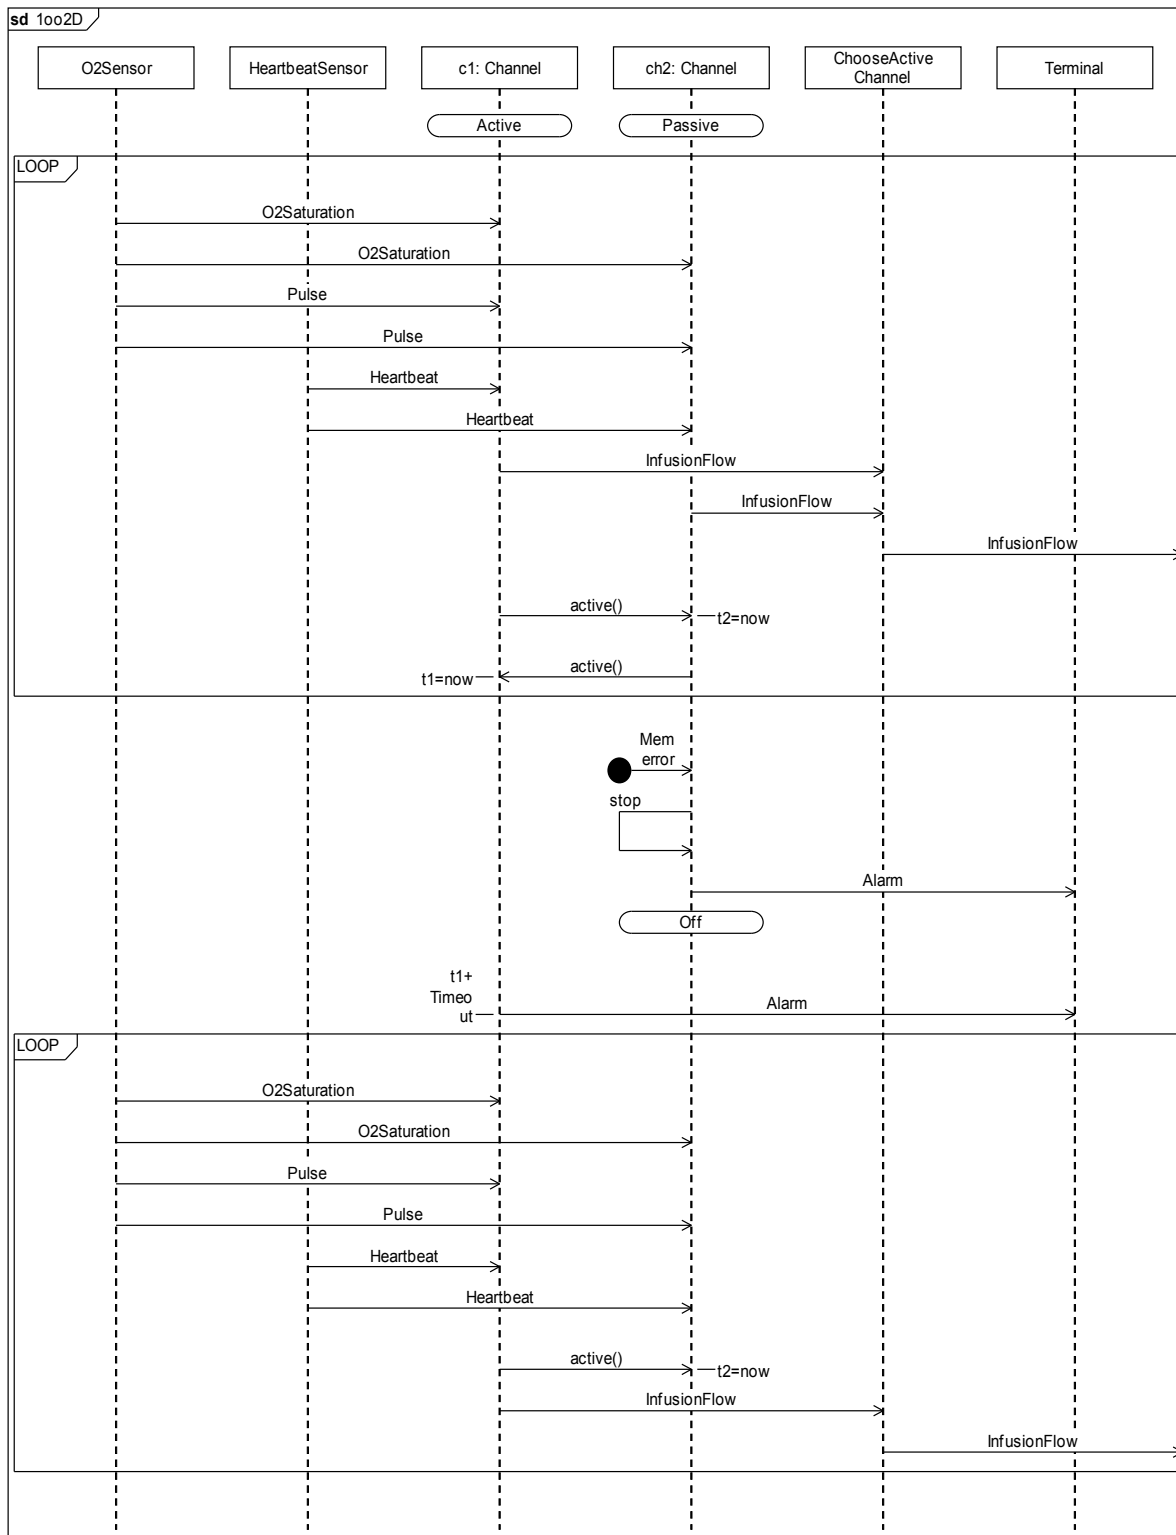 sd 1oo2D
O2Sensor
HeartbeatSensor
c1: Channel
ch2: Channel
ChooseActive
Channel
Terminal
Active
Passive
LOOP
O2Saturation
O2Saturation
Pulse
Pulse
Heartbeat
Heartbeat
InfusionFlow
InfusionFlow
InfusionFlow
active()
t2=now
active()
t1=now
Mem
error
stop
Alarm
Off
t1+
Timeo
ut
Alarm
LOOP
O2Saturation
O2Saturation
Pulse
Pulse
Heartbeat
Heartbeat
active()
t2=now
InfusionFlow
InfusionFlow